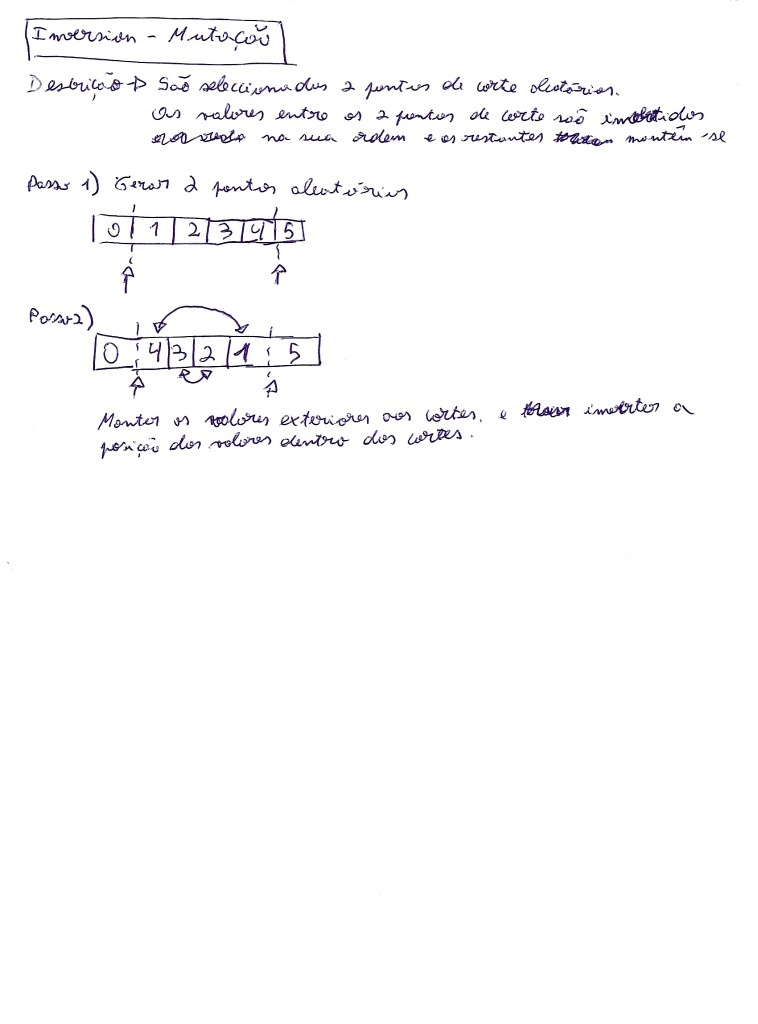 Inversion - Mutação
Descrição → São seleccionados 2 pontos de corte aleatórios.
Os valores entre os 2 pontos de corte são invertidos
na sua ordem e os restantes mantêm-se
Passo 1) Gerar 2 pontos aleatórios
0 1 2 3 4 5
Passo 2)
0 4 3 2 1 5
Manter os valores exteriores aos cortes. e inverter a
posição dos valores dentro dos cortes.